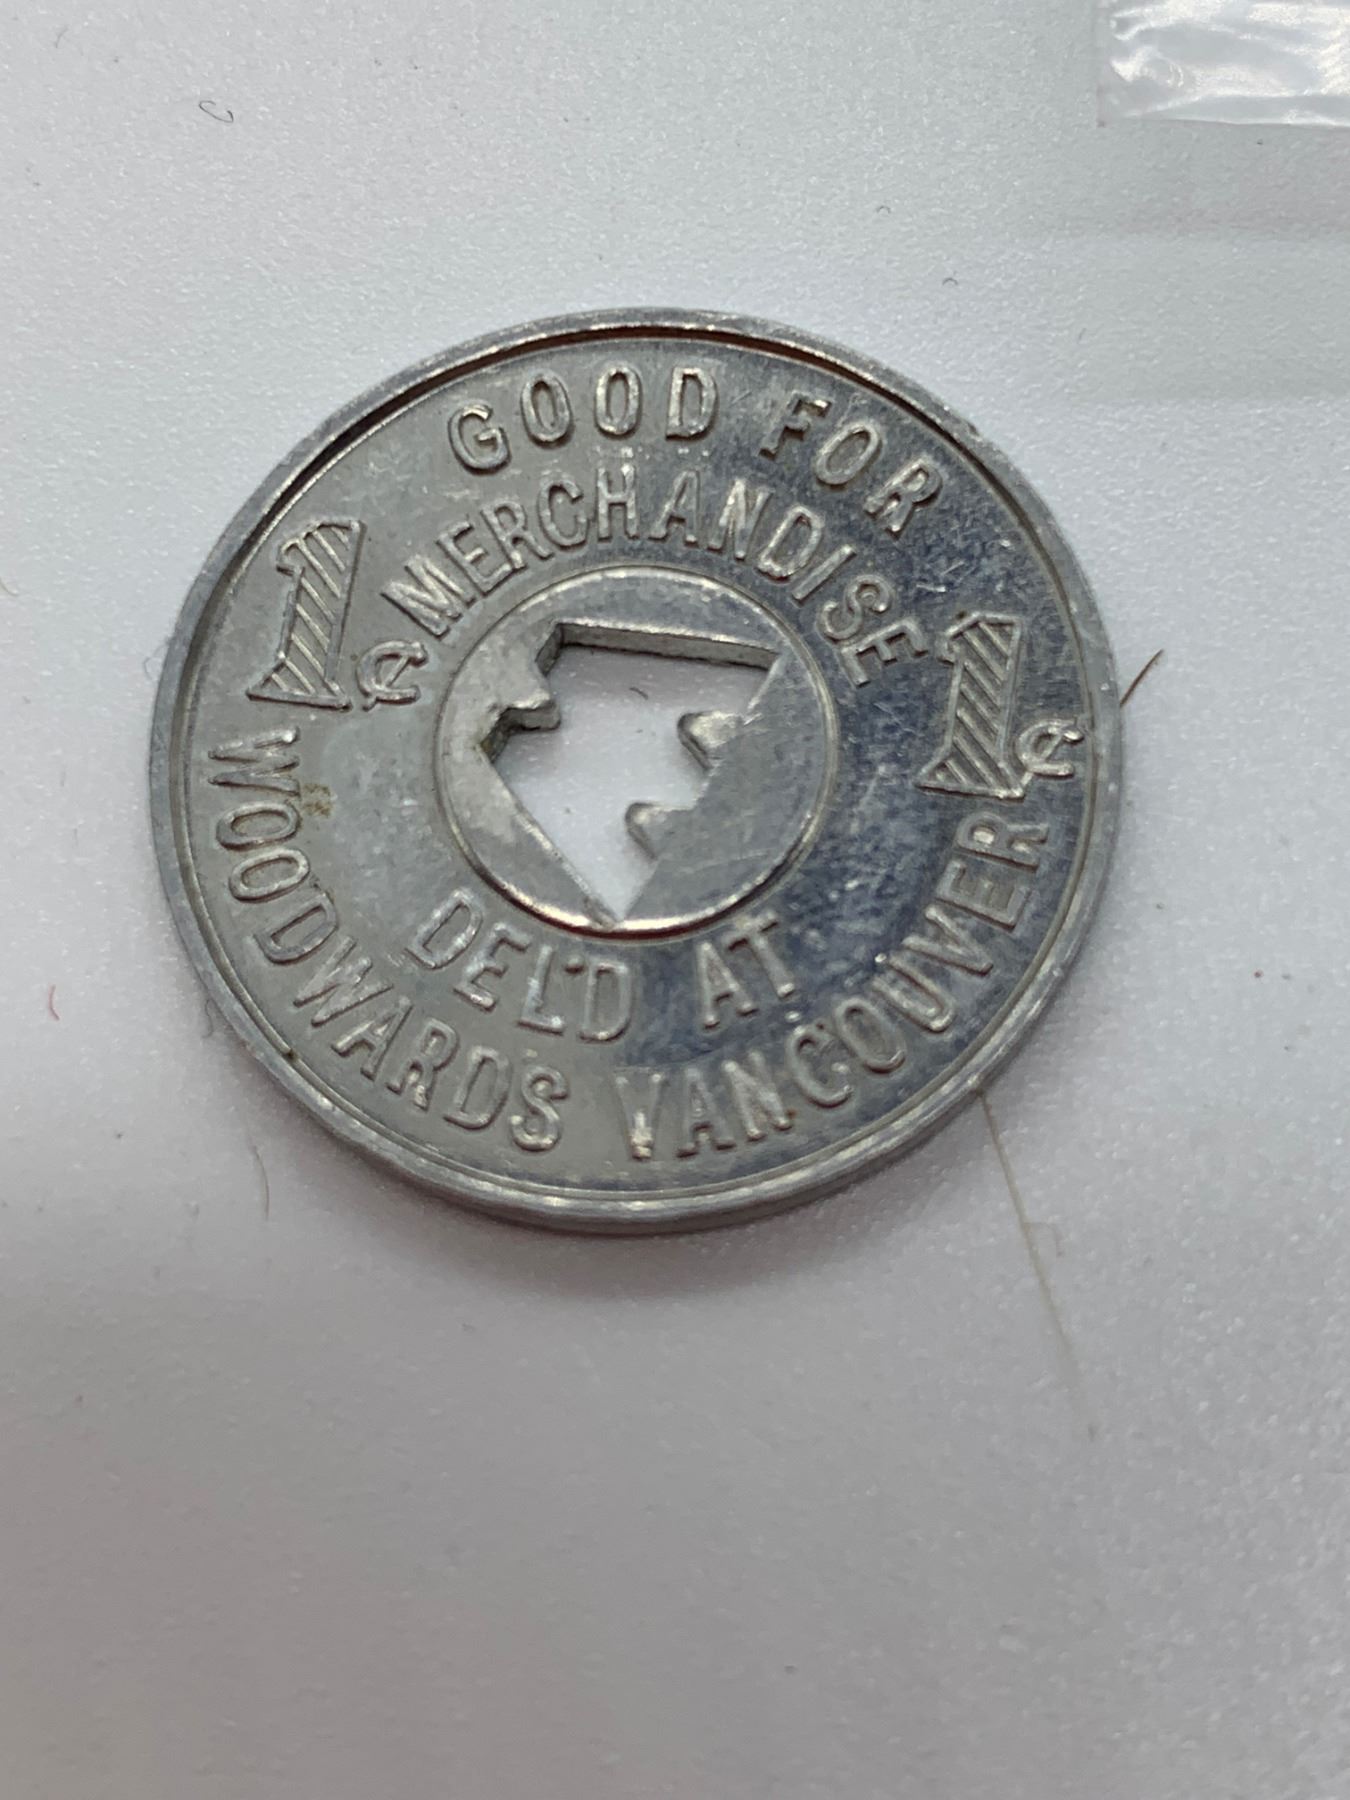 GOOD FOR
MERCHANDISE
1¢ 1¢
DEL'D AT
WOODWARDS VANCOUVER